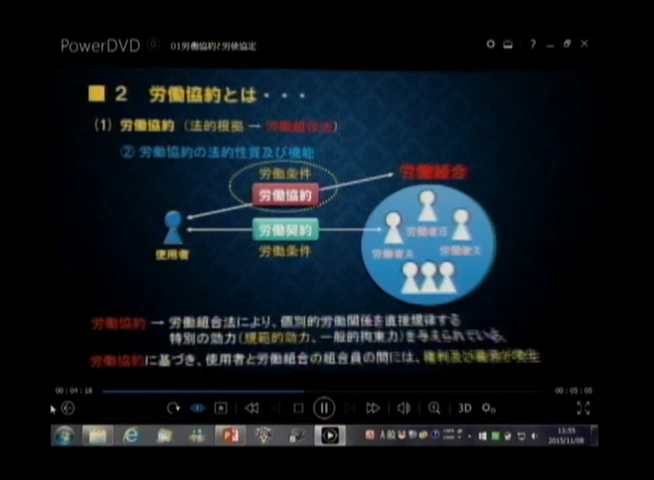 PowerDVD 01労働協約と労使協定
■ 2 労働協約とは・・・
(1) 労働協約 (法的根拠 → 労働組合法)
② 労働協約の法的性質及び機能
労働条件
労働組合
労働協約
使用者
労働契約
労働条件
労働者B
労働者A
労働者X
労働協約 → 労働組合法により、個別的労働関係を直接規律する
特別の効力(規範的効力、一般的拘束力)を与えられている。
労働協約に基づき、使用者と労働組合の組合員の間には、権利及び義務が発生
00:04:18
00:05:05
3D
13:55
2015/11/08